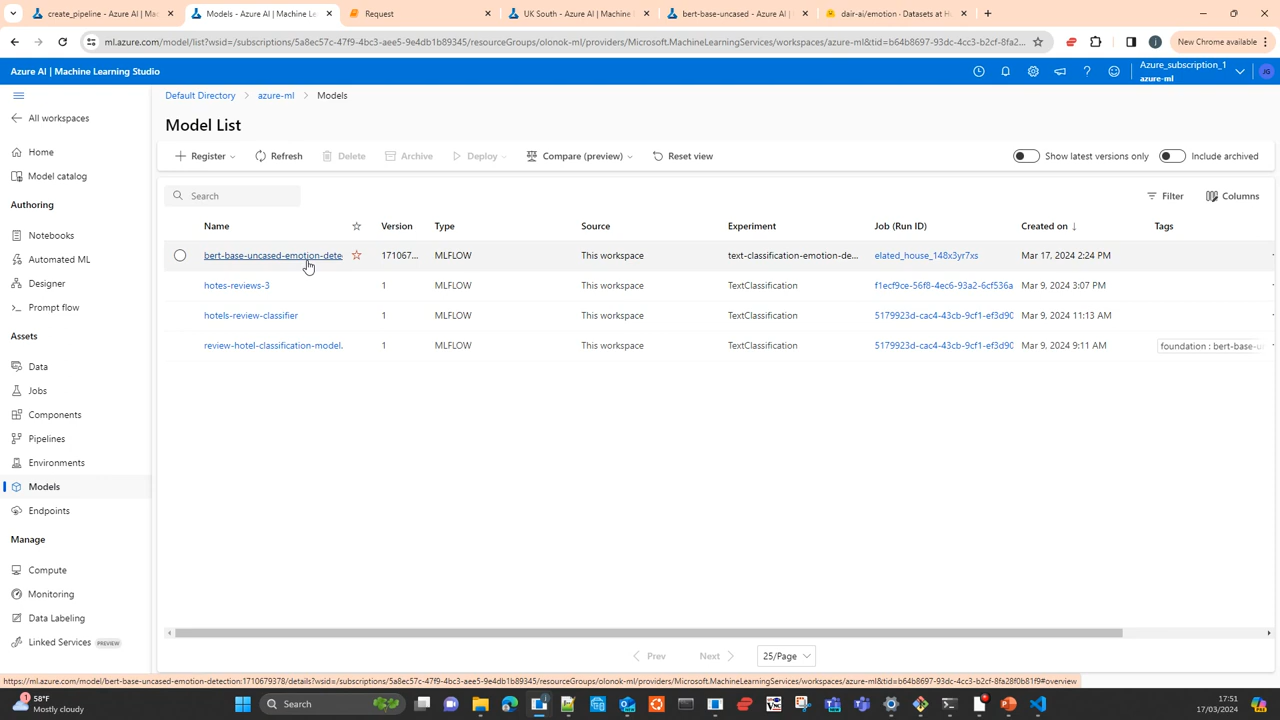 create_pipeline - Azure AI | Mac
Models - Azure AI | Machine Le
Request
UK South - Azure AI | Machine
bert-base-uncased - Azure AI |
dair-ai/emotion · Datasets at H
ml.azure.com/model/list?wsid=/subscriptions/5a8ec57c-47f9-4bc3-aee5-9e4db1b89345/resourceGroups/olonok-ml/providers/Microsoft.MachineLearningServices/workspaces/azure-ml&tid=b64b8697-93dc-4cc3-b2cf-8fa2...
New Chrome available
Azure AI | Machine Learning Studio
Azure_subscription_1
azure-ml
JG
All workspaces
Home
Model catalog
Authoring
Notebooks
Automated ML
Designer
Prompt flow
Assets
Data
Jobs
Components
Pipelines
Environments
Models
Endpoints
Manage
Compute
Monitoring
Data Labeling
Linked Services PREVIEW
Default Directory > azure-ml > Models
Model List
Register
Refresh
Delete
Archive
Deploy
Compare (preview)
Reset view
Show latest versions only
Include archived
Search
Filter
Columns
Name Version Type Source Experiment Job (Run ID) Created on ↓ Tags
bert-base-uncased-emotion-dete 171067... MLFLOW This workspace text-classification-emotion-de... elated_house_148x3yr7xs Mar 17, 2024 2:24 PM
hotes-reviews-3 1 MLFLOW This workspace TextClassification f1ecf9ce-56f8-4ec6-93a2-6cf536a Mar 9, 2024 3:07 PM
hotels-review-classifier 1 MLFLOW This workspace TextClassification 5179923d-cac4-43cb-9cf1-ef3d90 Mar 9, 2024 11:13 AM
review-hotel-classification-model. 1 MLFLOW This workspace TextClassification 5179923d-cac4-43cb-9cf1-ef3d90 Mar 9, 2024 9:11 AM foundation : bert-base-u
Prev
Next
25/Page
https://ml.azure.com/model/bert-base-uncased-emotion-detection:1710679378/details?wsid=/subscriptions/5a8ec57c-47f9-4bc3-aee5-9e4db1b89345/resourceGroups/olonok-ml/providers/Microsoft.MachineLearningServices/workspaces/azure-ml&tid=b64b8697-93dc-4cc3-b2cf-8fa28f0b81f9#overview
58°F
Mostly cloudy
Search
17:51
17/03/2024